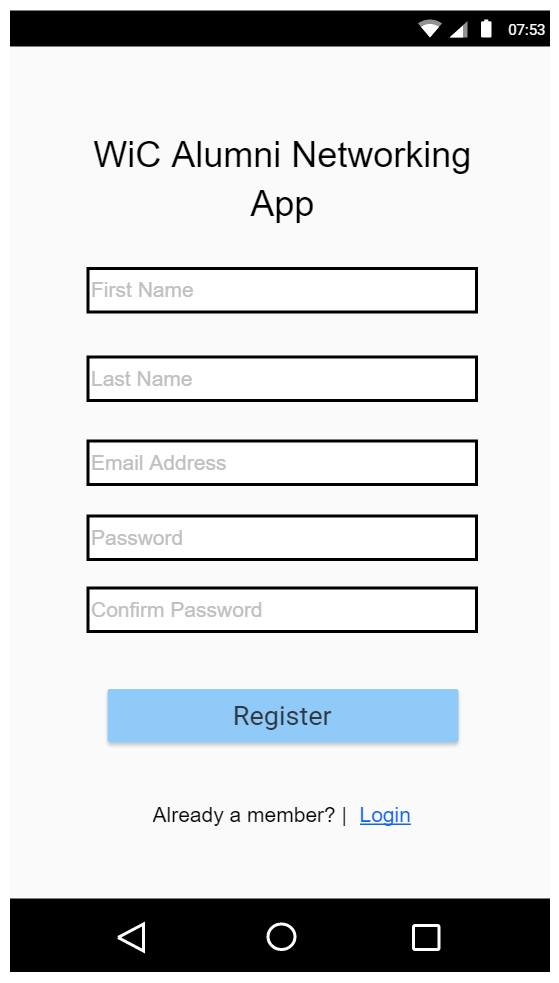 07:53
WiC Alumni Networking
App
First Name
Last Name
Email Address
Password
Confirm Password
Register
Already a member? | Login